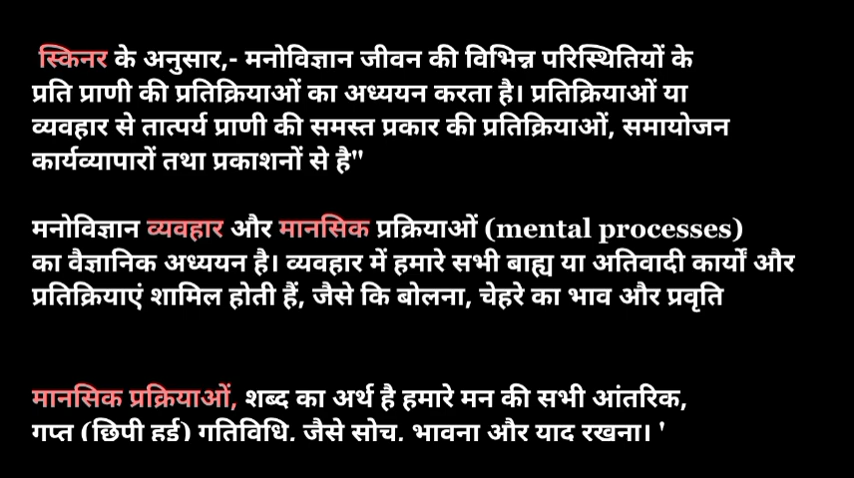 स्किनर के अनुसार,- मनोविज्ञान जीवन की विभिन्न परिस्थितियों के
प्रति प्राणी की प्रतिक्रियाओं का अध्ययन करता है। प्रतिक्रियाओं या
व्यवहार से तात्पर्य प्राणी की समस्त प्रकार की प्रतिक्रियाओं, समायोजन
कार्यव्यापारों तथा प्रकाशनों से है"
मनोविज्ञान व्यवहार और मानसिक प्रक्रियाओं (mental processes)
का वैज्ञानिक अध्ययन है। व्यवहार में हमारे सभी बाह्य या अतिवादी कार्यों और
प्रतिक्रियाएं शामिल होती हैं, जैसे कि बोलना, चेहरे का भाव और प्रवृति
मानसिक प्रक्रियाओं, शब्द का अर्थ है हमारे मन की सभी आंतरिक,
गुप्त (छिपी हुई) गतिविधि, जैसे सोच, भावना और याद रखना। '